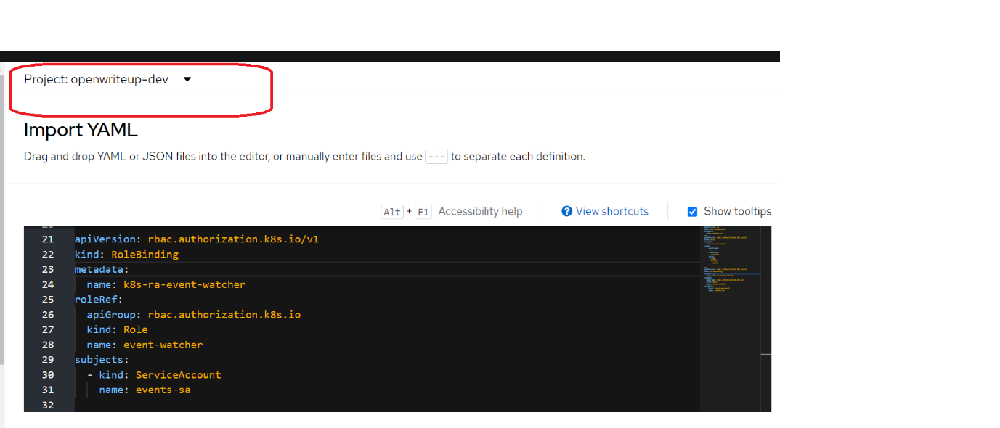 Project: openwriteup-dev
Import YAML
Drag and drop YAML or JSON files into the editor, or manually enter files and use --- to separate each definition.
Alt + F1 Accessibility help View shortcuts Show tooltips
21 apiVersion: rbac.authorization.k8s.io/v1
22 kind: RoleBinding
23 metadata:
24   name: k8s-ra-event-watcher
25 roleRef:
26   apiGroup: rbac.authorization.k8s.io
27   kind: Role
28   name: event-watcher
29 subjects:
30   - kind: ServiceAccount
31     name: events-sa
32